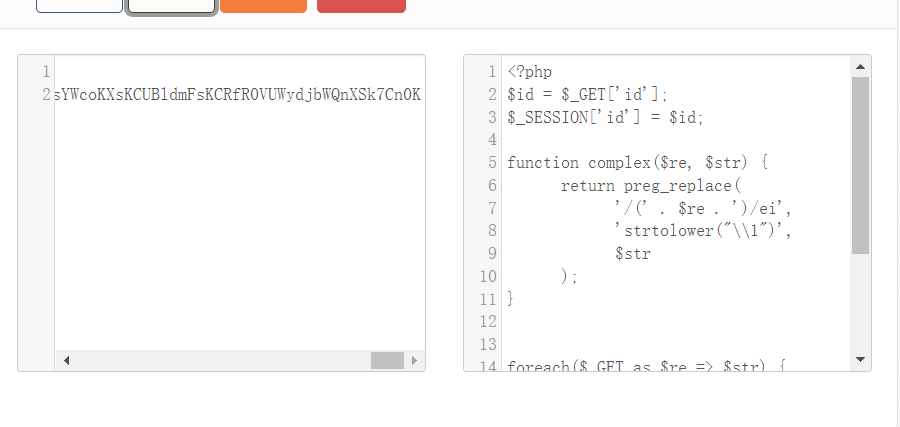 1
2 sYWcoKXsKCUBldmFsKCRfR0VUWydjbWQnXSk7Cn0K
1 <?php
2 $id = $_GET['id'];
3 $_SESSION['id'] = $id;
4
5 function complex($re, $str) {
6 return preg_replace(
7 '/(' . $re . ')/ei',
8 'strtolower("\\1")',
9 $str
10 );
11 }
12
13
14 foreach($_GET as $re => $str) {